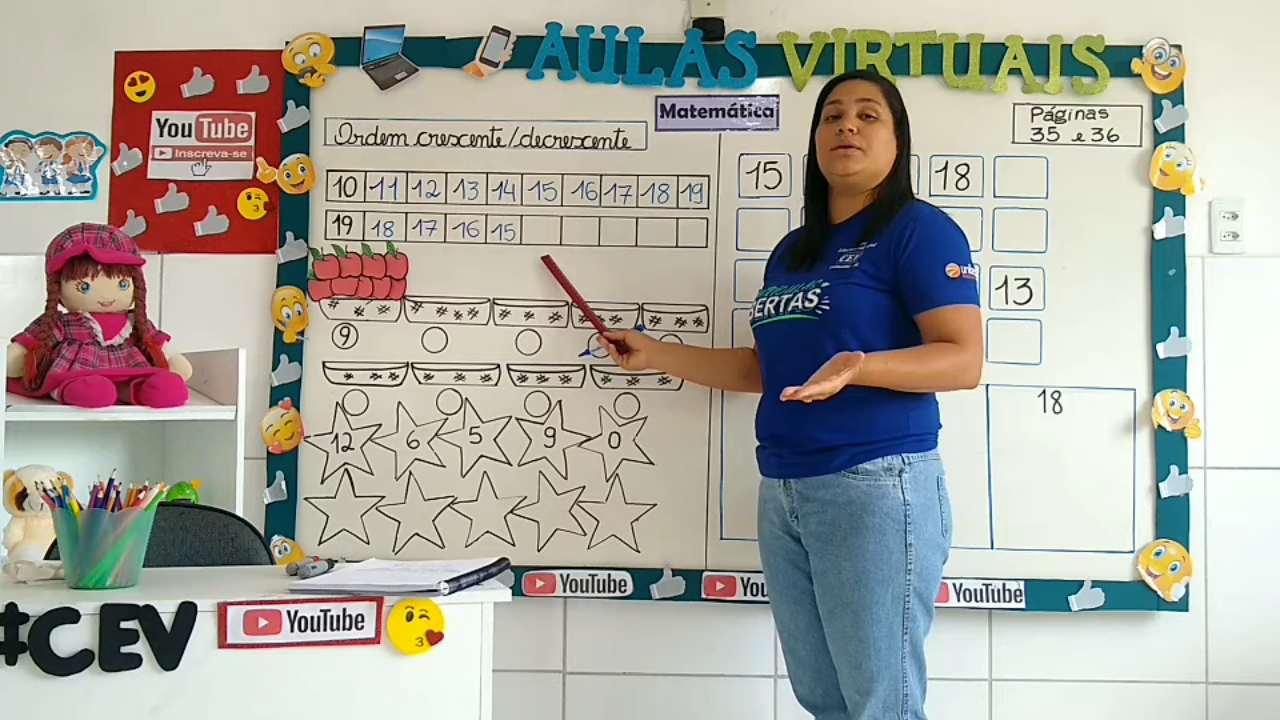 AULAS VIRTUAIS
YouTube
Inscreva-se
Matemática
Páginas
35 e 36
Ordem crescente/decrescente
10 11 12 13 14 15 16 17 18 19
19 18 17 16 15
15 18
9
13
18
12 6 5 9 0
CEV
BERTAS
YouTube
YouTube
#CEV
YouTube